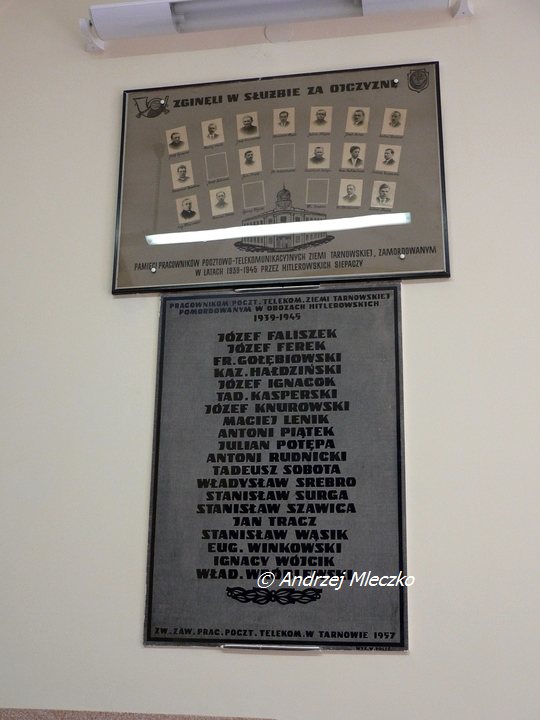 ZGINĘLI W SŁUŻBIE ZA OJCZYZNĘ
PAMIĘCI PRACOWNIKÓW POCZTOWO-TELEKOMUNIKACYJNYCH ZIEMI TARNOWSKIEJ, ZAMORDOWANYM
W LATACH 1939-1945 PRZEZ HITLEROWSKICH SIEPACZY
PRACOWNIKOM POCZT. TELEKOM. ZIEMI TARNOWSKIEJ
POMORDOWANYM W OBOZACH HITLEROWSKICH
1939-1945
JÓZEF FALISZEK
JÓZEF FEREK
FR. GOŁĘBIOWSKI
KAZ. HAŁDZIŃSKI
JÓZEF IGNACOK
TAD. KASPERSKI
JÓZEF KNUROWSKI
MACIEJ LENIK
ANTONI PIĄTEK
JULIAN POTĘPA
ANTONI RUDNICKI
TADEUSZ SOBOTA
WŁADYSŁAW SREBRO
STANISŁAW SURGA
STANISŁAW SZAWICA
JAN TRACZ
STANISŁAW WĄSIK
EUG. WINKOWSKI
IGNACY WÓJCIK
WŁAD.
© Andrzej Mleczko
ZW. ZAW. PRAC. POCZT. TELEKOM. W TARNOWIE 1957